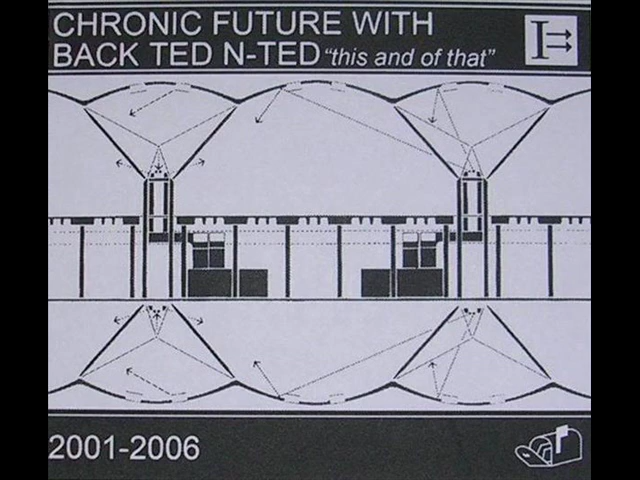 CHRONIC FUTURE WITH
BACK TED N-TED "this and of that"
2001-2006